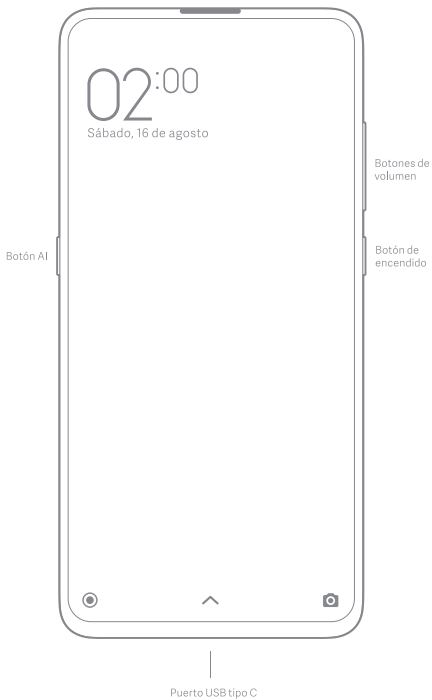 02:00
Sábado, 16 de agosto
Botones de
volumen
Botón AI
Botón de
encendido
Puerto USB tipo C